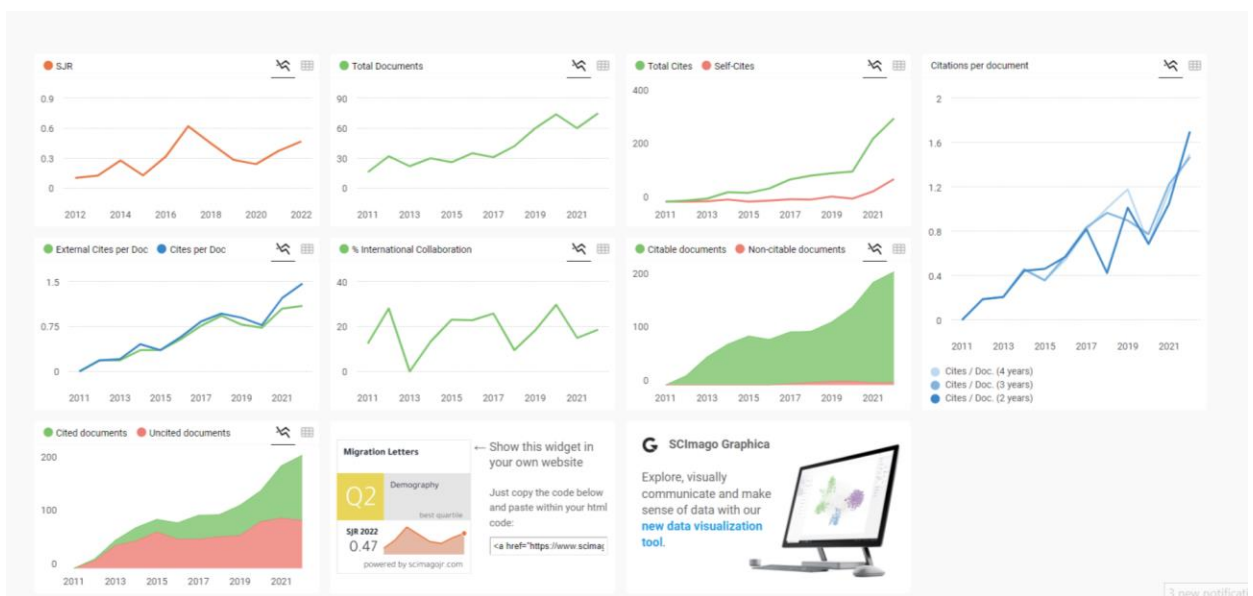 SJR
0.9
0.6
0.3
0
2012 2014 2016 2018 2020 2022
Total Documents
90
60
30
0
2011 2013 2015 2017 2019 2021
Total Cites Self-Cites
400
200
0
2011 2013 2015 2017 2019 2021
Citations per document
2
1.6
1.2
0.8
0.4
0
2011 2013 2015 2017 2019 2021
Cites / Doc. (4 years)
Cites / Doc. (3 years)
Cites / Doc. (2 years)
External Cites per Doc Cites per Doc
1.5
0.75
0
2011 2013 2015 2017 2019 2021
% International Collaboration
40
20
0
2011 2013 2015 2017 2019 2021
Citable documents Non-citable documents
200
100
0
2011 2013 2015 2017 2019 2021
Cited documents Uncited documents
200
100
0
2011 2013 2015 2017 2019 2021
Migration Letters
Q2 Demography
best quartile
SJR 2022
0.47
powered by scimagojr.com
← Show this widget in
your own website
Just copy the code below
and paste within your html
code:
<a href="https://www.scimag
SCImago Graphica
Explore, visually
communicate and make
sense of data with our
new data visualization
tool.
3 new notificati